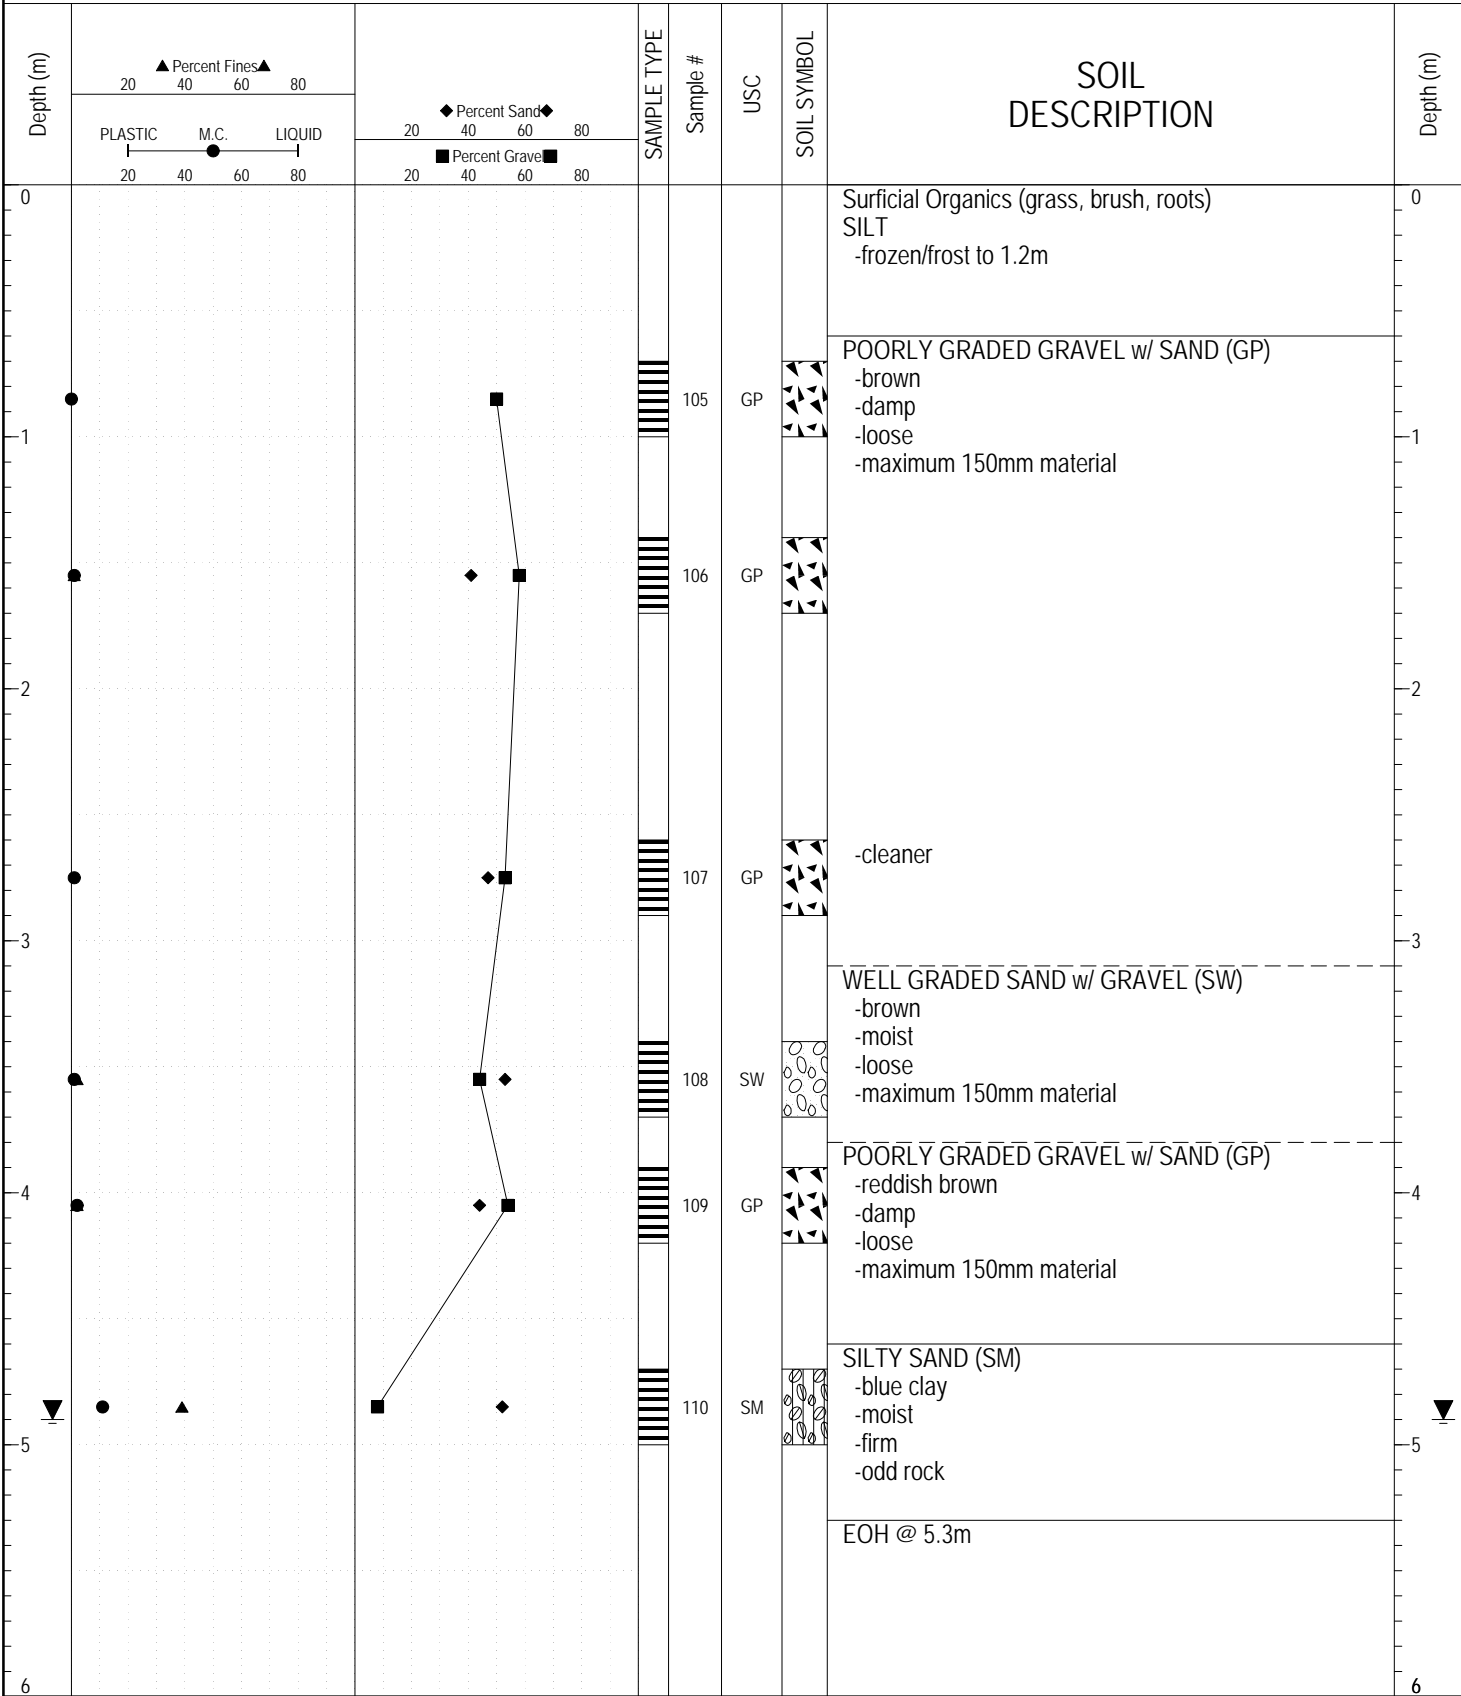 Depth (m)
▲ Percent Fines ▲
20 40 60 80
PLASTIC M.C. LIQUID
20 40 60 80
◆ Percent Sand ◆
20 40 60 80
■ Percent Gravel ■
20 40 60 80
SAMPLE TYPE
Sample #
USC
SOIL SYMBOL
SOIL
DESCRIPTION
Depth (m)
0 Surficial Organics (grass, brush, roots) 0
SILT
-frozen/frost to 1.2m
POORLY GRADED GRAVEL w/ SAND (GP)
-brown
105 GP -damp
1 -loose 1
-maximum 150mm material
106 GP
2 2
-cleaner
107 GP
3 3
WELL GRADED SAND w/ GRAVEL (SW)
-brown
-moist
-loose
108 SW
-maximum 150mm material
POORLY GRADED GRAVEL w/ SAND (GP)
4 -reddish brown 4
109 GP -damp
-loose
-maximum 150mm material
SILTY SAND (SM)
-blue clay
110 SM -moist
5 -firm 5
-odd rock
EOH @ 5.3m
6 6